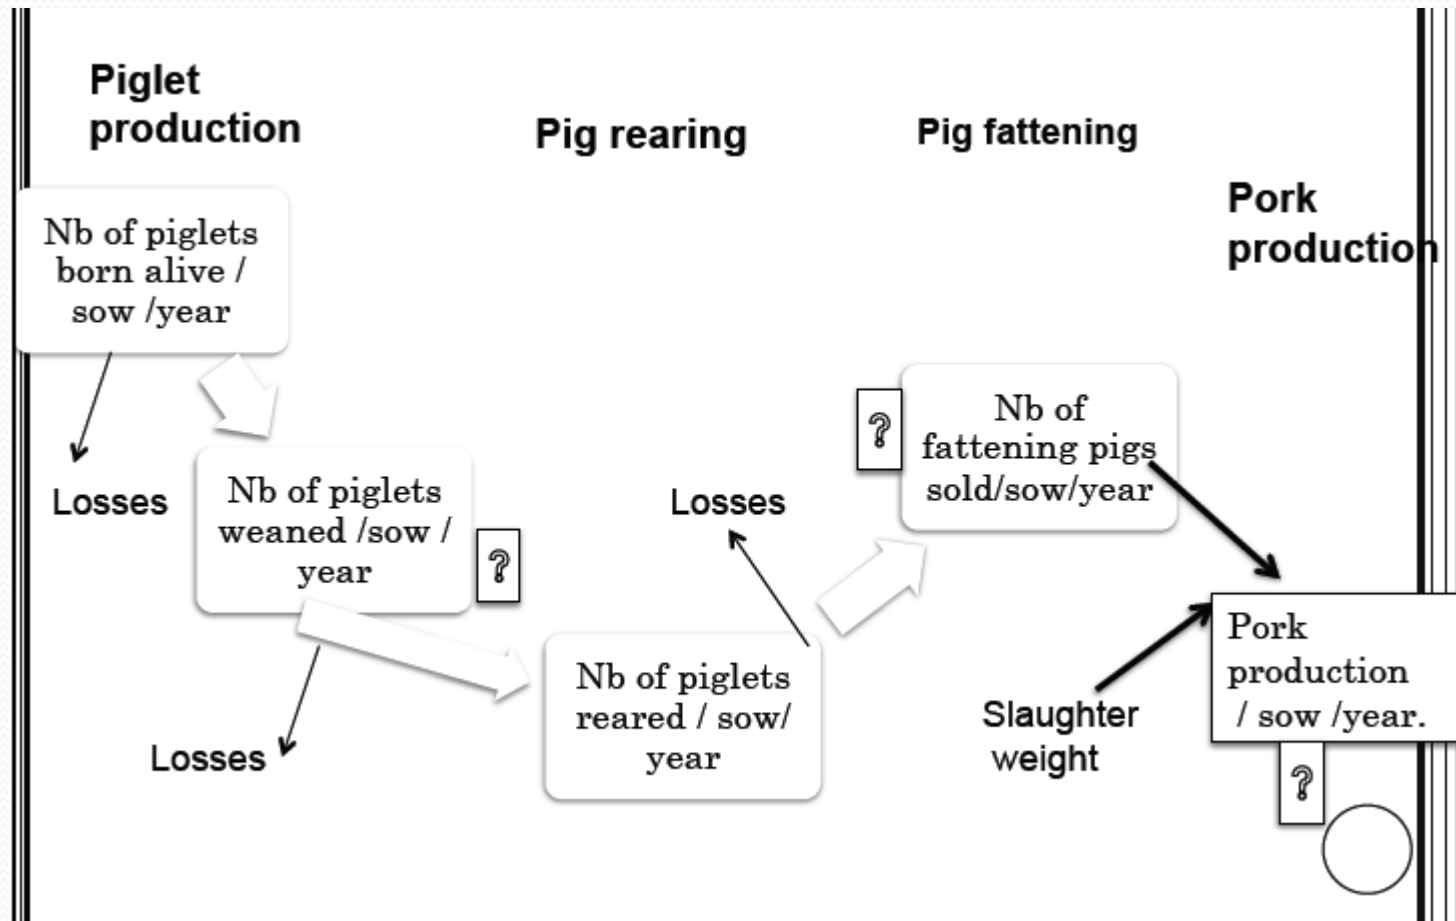 Piglet
production
Pig rearing
Pig fattening
Pork
production
Nb of piglets
born alive /
sow /year
Losses
Nb of piglets
weaned /sow /
year
?
Losses
Nb of piglets
reared / sow/
year
Losses
?
Nb of
fattening pigs
sold/sow/year
Slaughter
weight
Pork
production
/ sow /year.
?